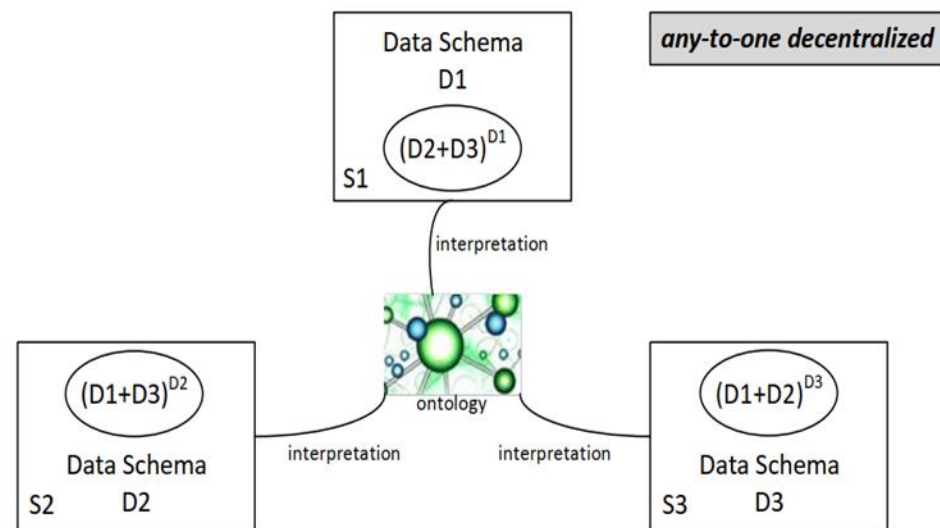 any-to-one decentralized
Data Schema
D1
(D2+D3)^D1
S1
interpretation
ontology
(D1+D3)^D2
Data Schema
D2
S2
interpretation
interpretation
(D1+D2)^D3
Data Schema
D3
S3